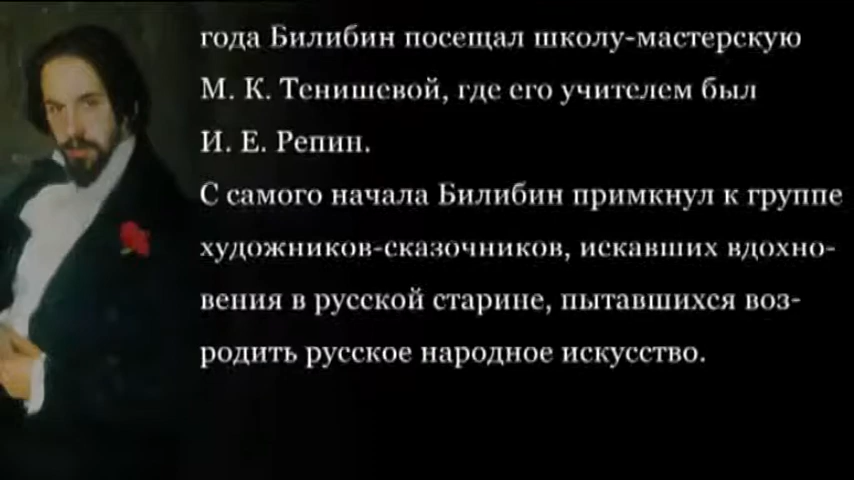 года Билибин посещал школу-мастерскую
М. К. Тенишевой, где его учителем был
И. Е. Репин.
С самого начала Билибин примкнул к группе
художников-сказочников, искавших вдохно-
вения в русской старине, пытавшихся воз-
родить русское народное искусство.